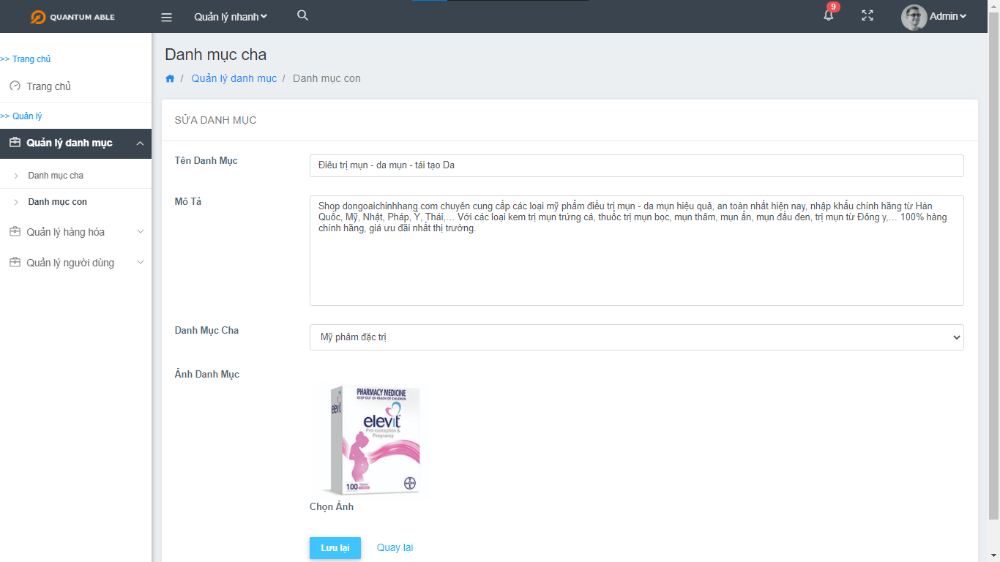 QUANTUM ABLE
Quản lý nhanh
9
Admin
>> Trang chủ
Trang chủ
>> Quản lý
Quản lý danh mục
Danh mục cha
Danh mục con
Quản lý hàng hóa
Quản lý người dùng
Danh mục cha
/ Quản lý danh mục / Danh mục con
SỬA DANH MỤC
Tên Danh Mục
Điều trị mụn - da mụn - tái tạo Da
Mô Tả
Shop dongoaichinhhang.com chuyên cung cấp các loại mỹ phẩm điều trị mụn - da mụn hiệu quả, an toàn nhất hiện nay, nhập khẩu chính hãng từ Hàn
Quốc, Mỹ, Nhật, Pháp, Ý, Thái,… Với các loại kem trị mụn trứng cá, thuốc trị mụn bọc, mụn thâm, mụn ẩn, mụn đầu đen, trị mụn từ Đông y,… 100% hàng
chính hãng, giá ưu đãi nhất thị trường.
Danh Mục Cha
Mỹ phẩm đặc trị
Ảnh Danh Mục
PHARMACY MEDICINE
KEEP OUT OF REACH OF CHILDREN
elevit
elevit
Pre-conception &
Pregnancy
100 Tablets
BAYER
Chọn Ảnh
Lưu lại
Quay lại